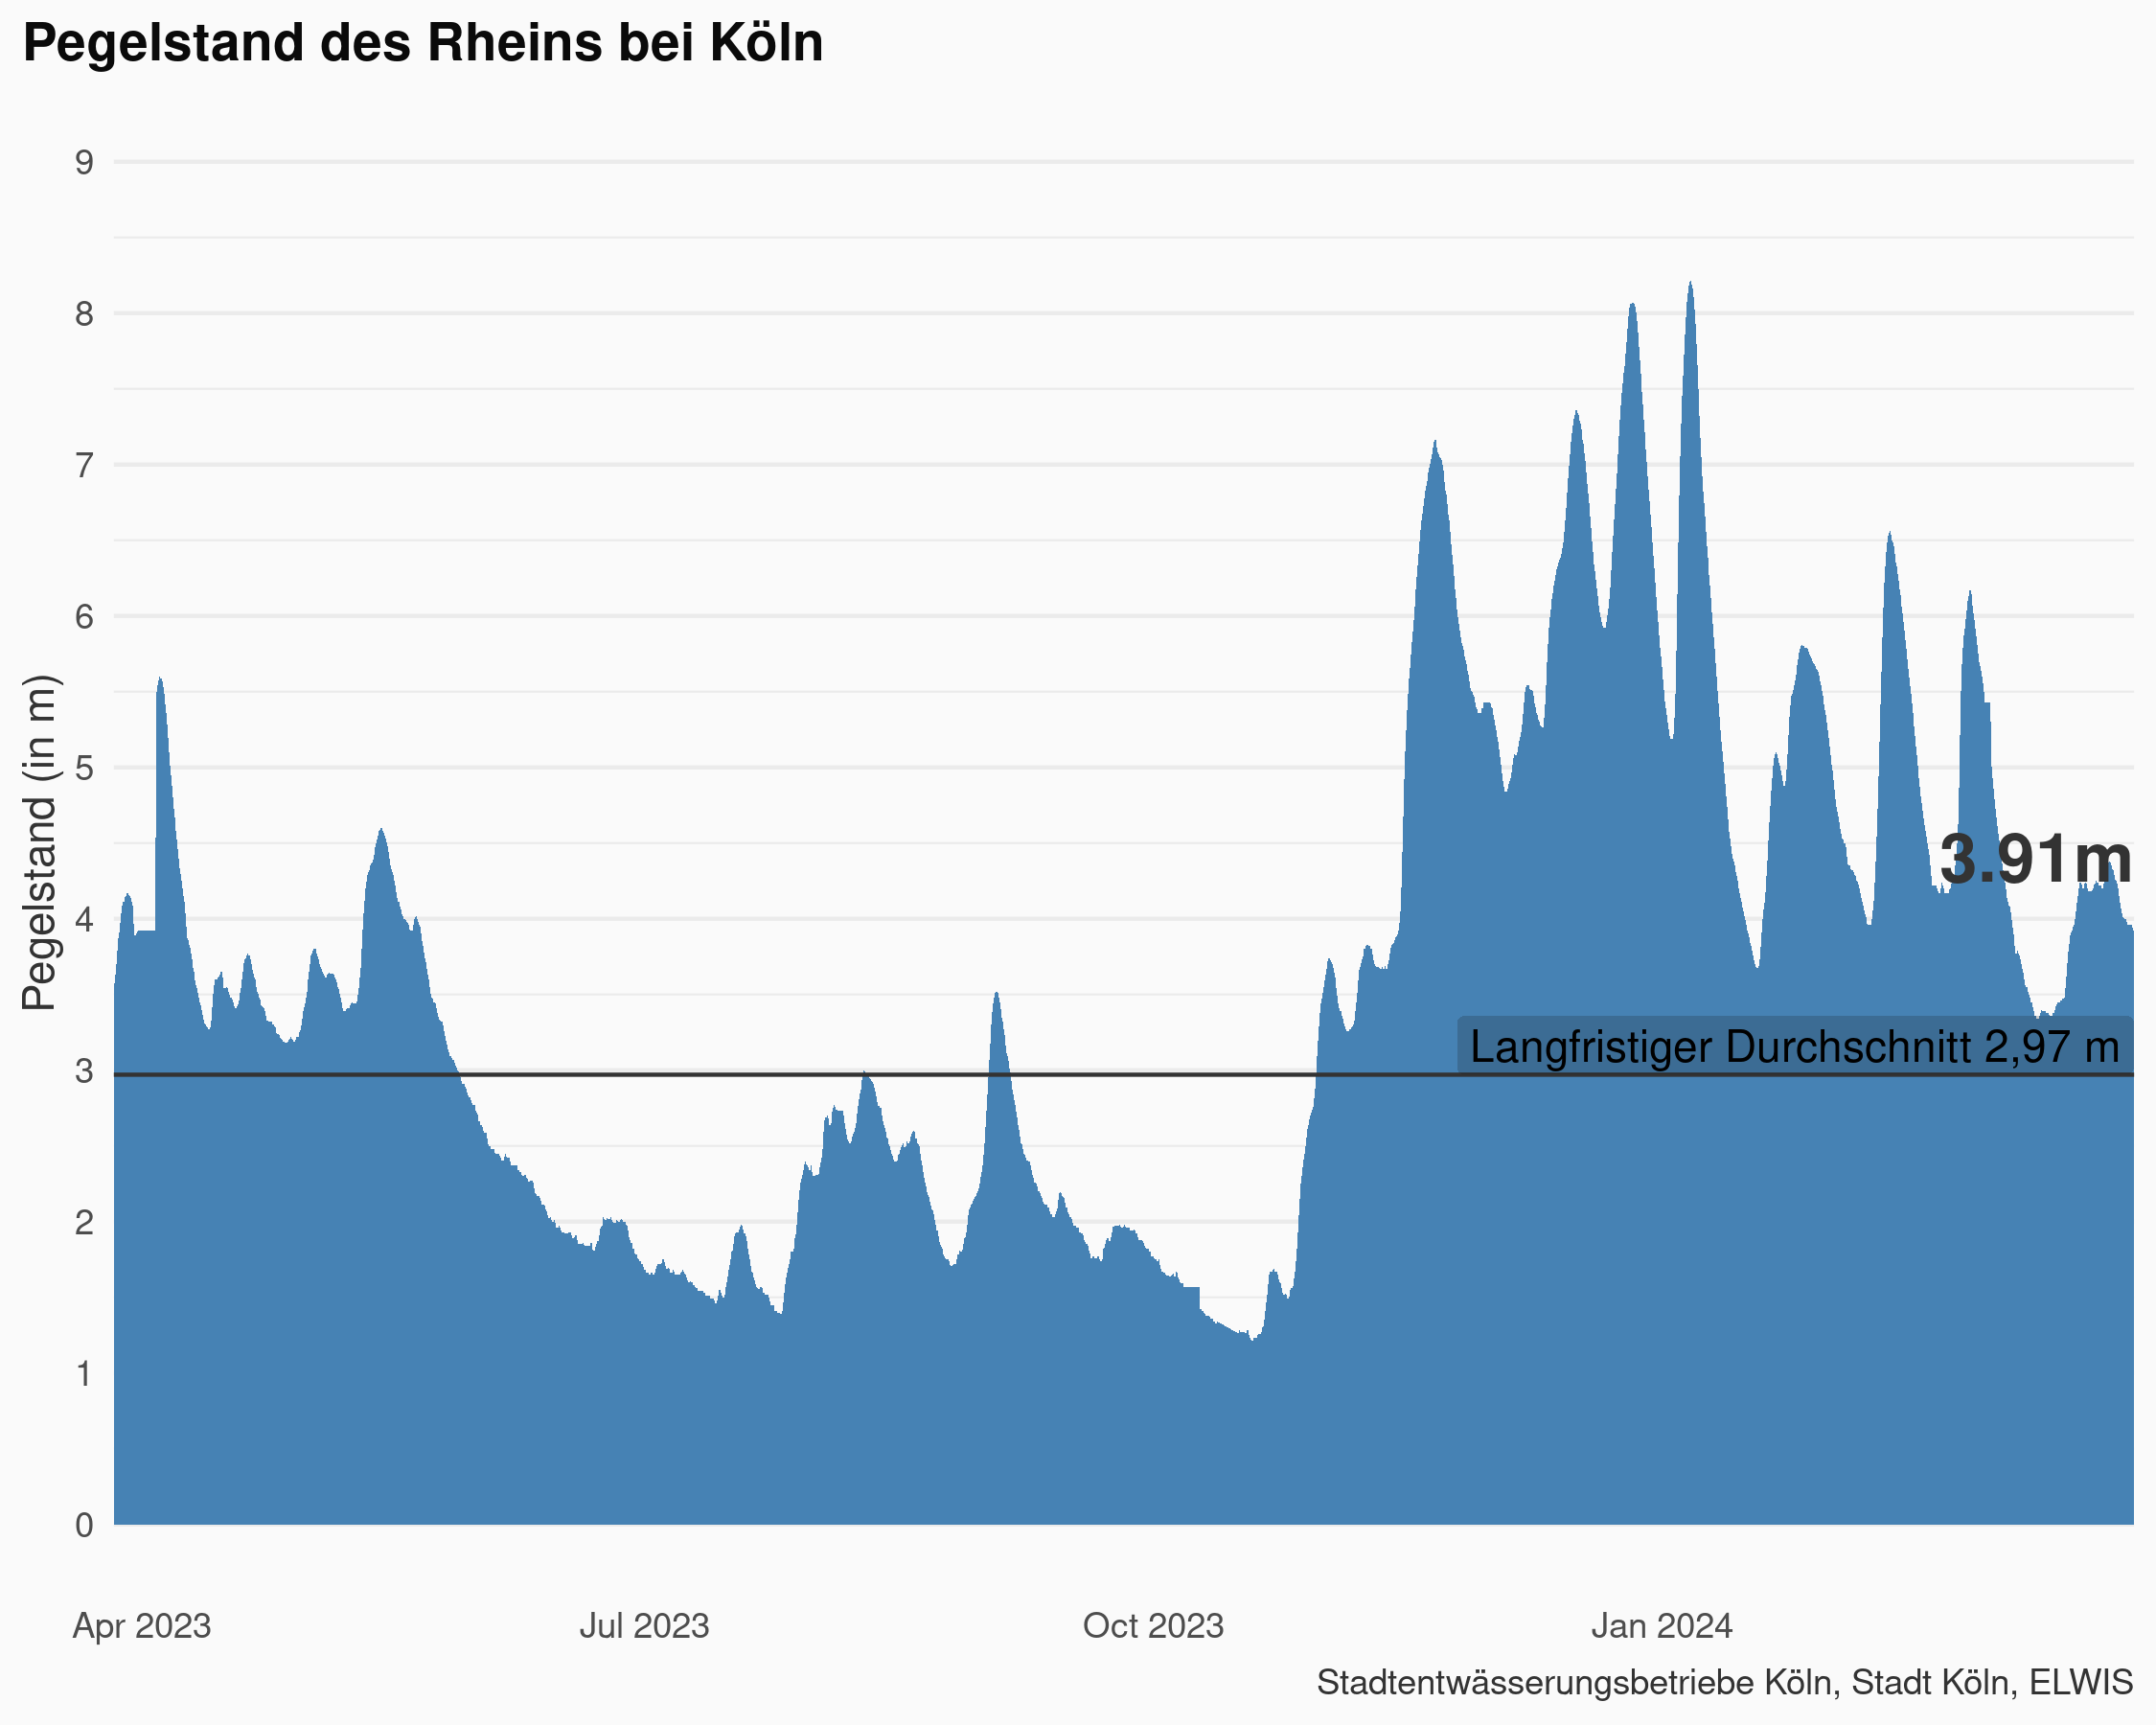 Pegelstand des Rheins bei Köln
Pegelstand (in m)
9
8
7
6
5
4
3
2
1
0
3.91m
Langfristiger Durchschnitt 2,97 m
Apr 2023
Jul 2023
Oct 2023
Jan 2024
Stadtentwässerungsbetriebe Köln, Stadt Köln, ELWIS